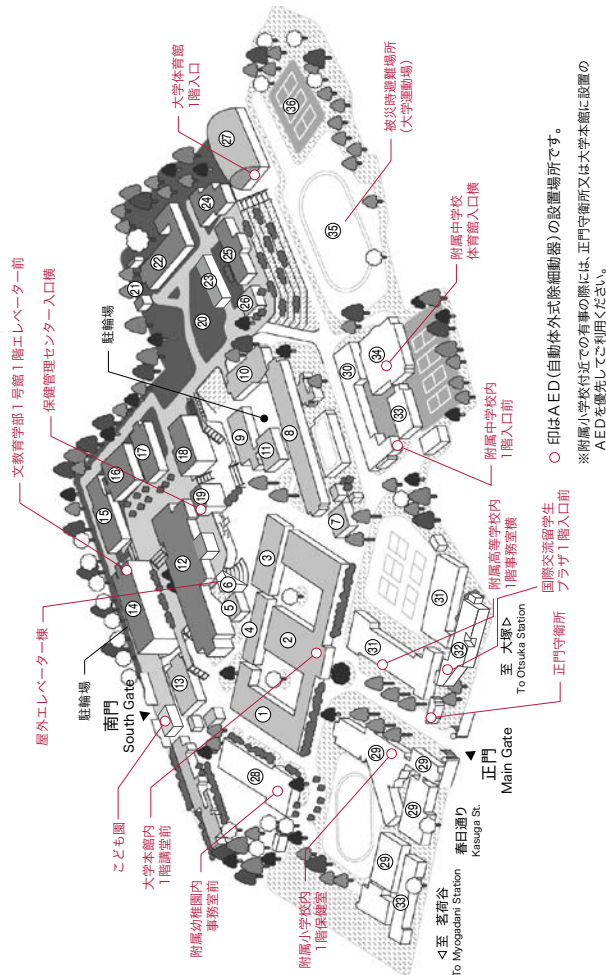 文教育学部1号館1階エレベーター前
保健管理センター入口横
屋外エレベーター棟
駐輪場
南門
South Gate
こども園
大学本館内
1階講堂前
附属幼稚園内
事務室前
附属小学校内
1階保健室
駐輪場
大学体育館
1階入口
被災時避難場所
(大学運動場)
附属中学校
体育館入口横
附属中学校内
1階入口前
附属高等学校内
1階事務室横
国際交流留学生
プラザ1階入口前
正門守衛所
至 大塚▷
To Otsuka Station
正門
Main Gate
春日通り
Kasuga St.
◁至 茗荷谷
To Myogadani Station
①
②
③
④
⑤
⑥
⑦
⑧
⑨
⑩
⑪
⑫
⑬
⑭
⑮
⑯
⑰
⑱
⑲
⑳
㉑
㉒
㉓
㉔
㉕
㉖
㉗
㉘
㉙
㉙
㉙
㉙
㉚
㉛
㉛
㉜
㉝
㉝
㉞
㉟
㊱
○ 印はAED(自動体外式除細動器)の設置場所です。
※附属小学校付近での有事の際には、正門守衛所又は大学本館に設置の
AEDを優先してご利用ください。